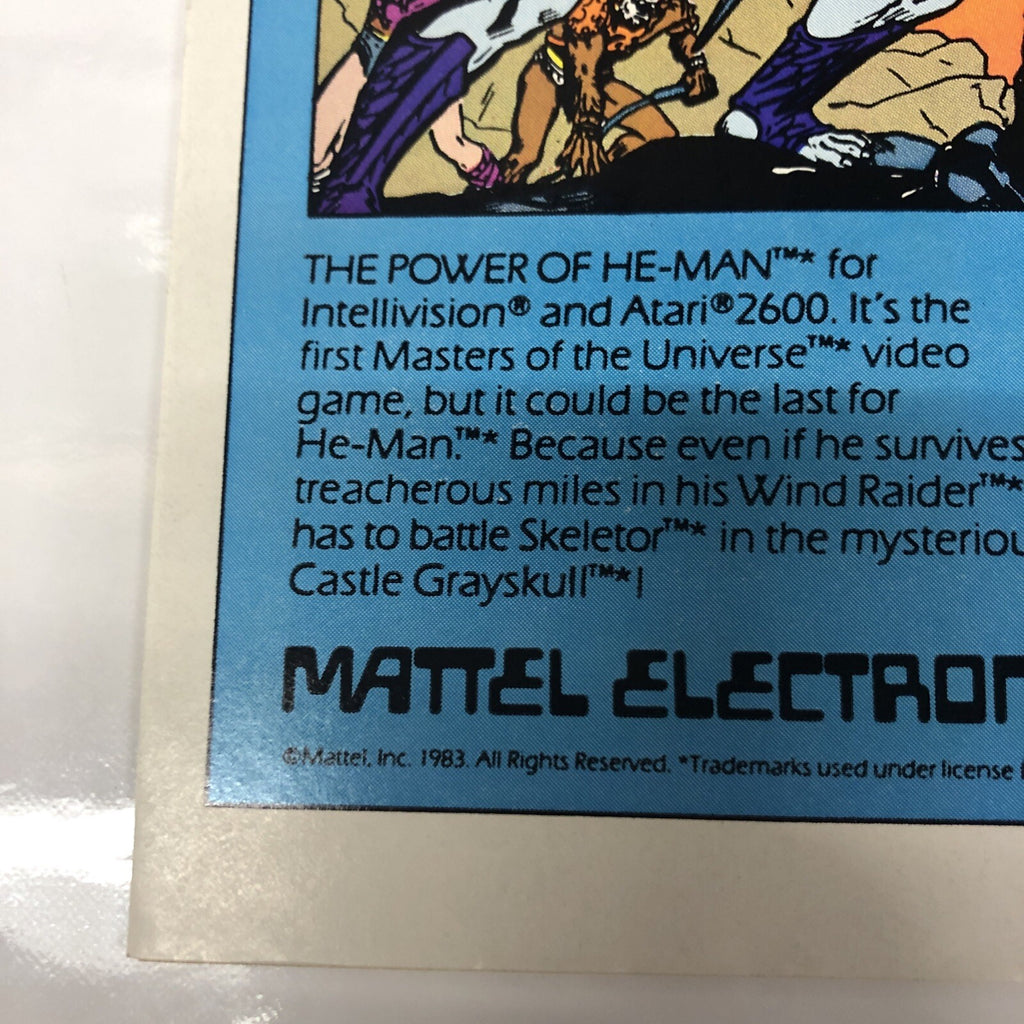 THE POWER OF HE-MAN™* for
Intellivision® and Atari®2600. It's the
first Masters of the Universe™* video
game, but it could be the last for
He-Man.™* Because even if he survives
treacherous miles in his Wind Raider™*
has to battle Skeletor™* in the
Castle Grayskull™*!
MATTEL
©Mattel, Inc. 1983. All Rights Reserved. *Trademarks used under license